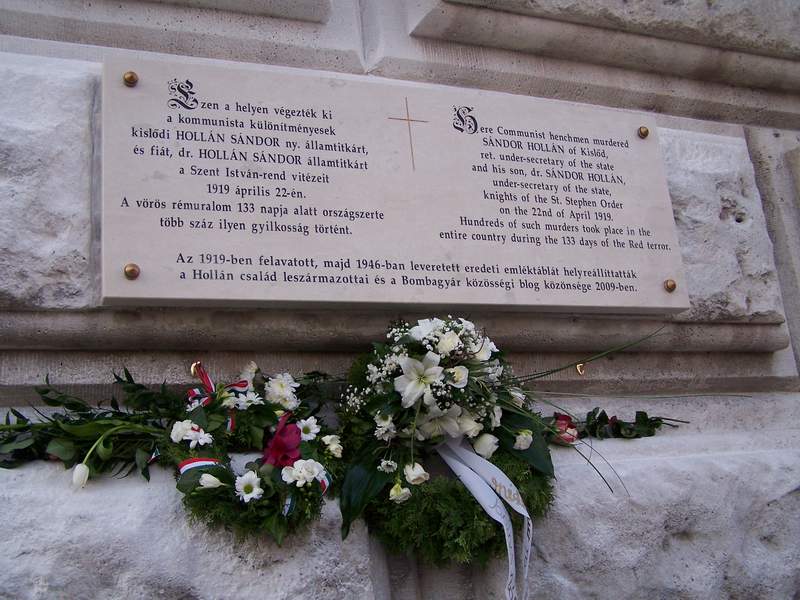 Ezen a helyen végezték ki
a kommunista különítményesek
kislődi HOLLÁN SÁNDOR ny. államtitkárt,
és fiát, dr. HOLLÁN SÁNDOR államtitkárt
a Szent István-rend vitézeit
1919 április 22-én.
A vörös rémuralom 133 napja alatt országszerte
több száz ilyen gyilkosság történt.
Here Communist henchmen murdered
SÁNDOR HOLLÁN of Kislőd,
ret. under-secretary of the state
and his son, dr. SÁNDOR HOLLÁN,
under-secretary of the state,
knights of the St. Stephen Order
on the 22nd of April 1919.
Hundreds of such murders took place in the
entire country during the 133 days of the Red terror.
Az 1919-ben felavatott, majd 1946-ban leveretett eredeti emléktáblát helyreállíttatták
a Hollán család leszármazottai és a Bombagyár közösségi blog közönsége 2009-ben.